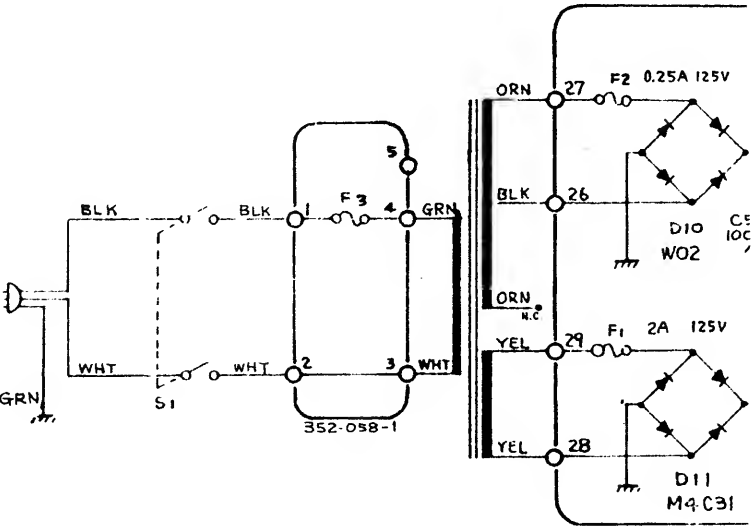 ORN
27
F2 0.25A 125V
5
BLK
26
BLK
BLK
1
F3
4
GRN
D10
W02
C5
100
ORN
N.C
YEL
29
F1 2A 125V
WHT
WHT
2
3
WHT
GRN
S1
352-058-1
YEL
28
D11
M4C31